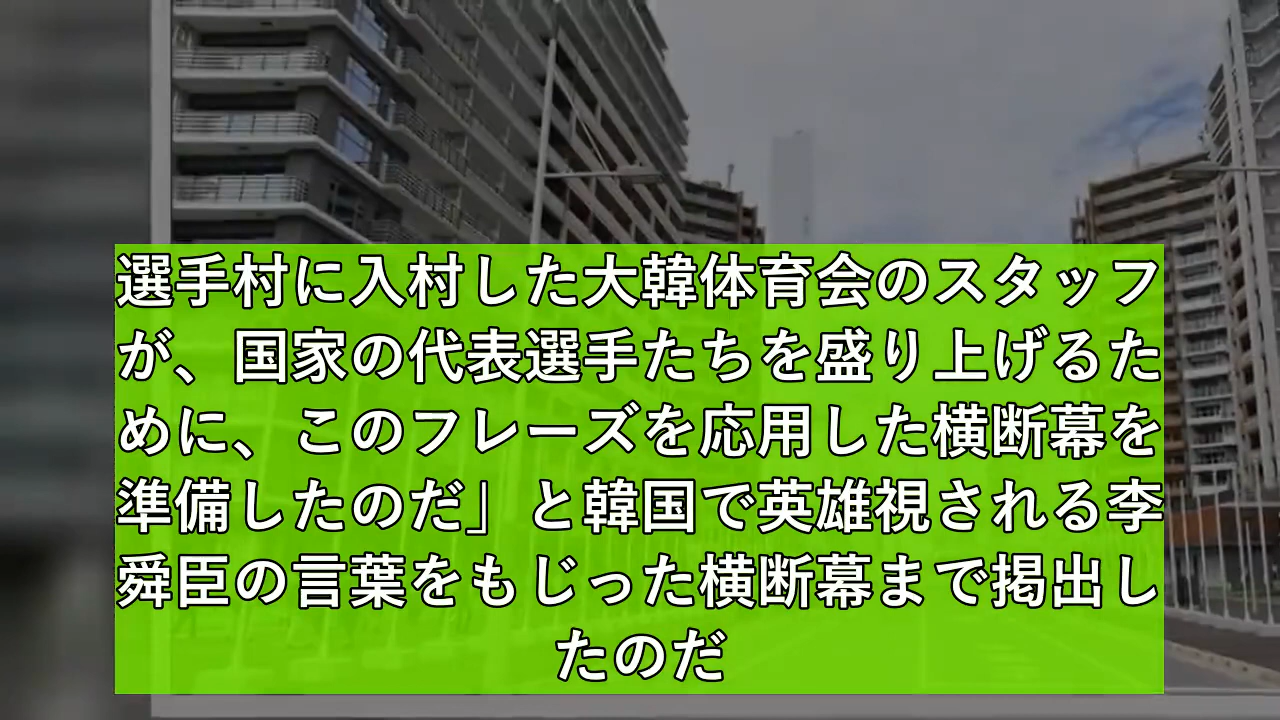 選手村に入村した大韓体育会のスタッフ
が、国家の代表選手たちを盛り上げるた
めに、このフレーズを応用した横断幕を
準備したのだ」と韓国で英雄視される李
舜臣の言葉をもじった横断幕まで掲出し
たのだ